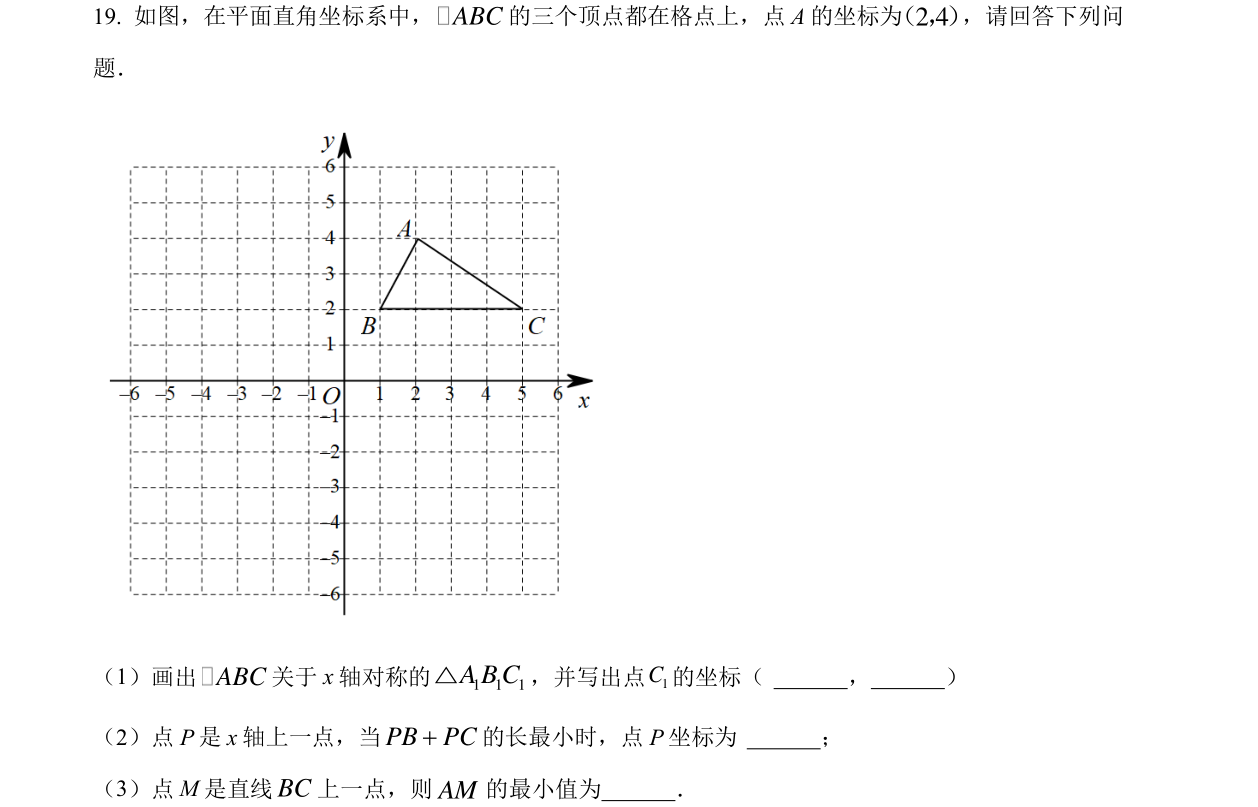 19. 如图，在平面直角坐标系中，□ABC 的三个顶点都在格点上，点 A 的坐标为(2,4)，请回答下列问
题．
y
6
5
A
4
3
2
B
C
1
–6 –5 –4 –3 –2 –1 O 1 2 3 4 5 6 x
–1
–2
–3
–4
–5
–6
（1）画出□ABC 关于 x 轴对称的△A₁B₁C₁，并写出点C₁的坐标（ ______，______）
（2）点 P 是 x 轴上一点，当PB + PC 的长最小时，点 P 坐标为 ______；
（3）点 M 是直线 BC 上一点，则 AM 的最小值为______．